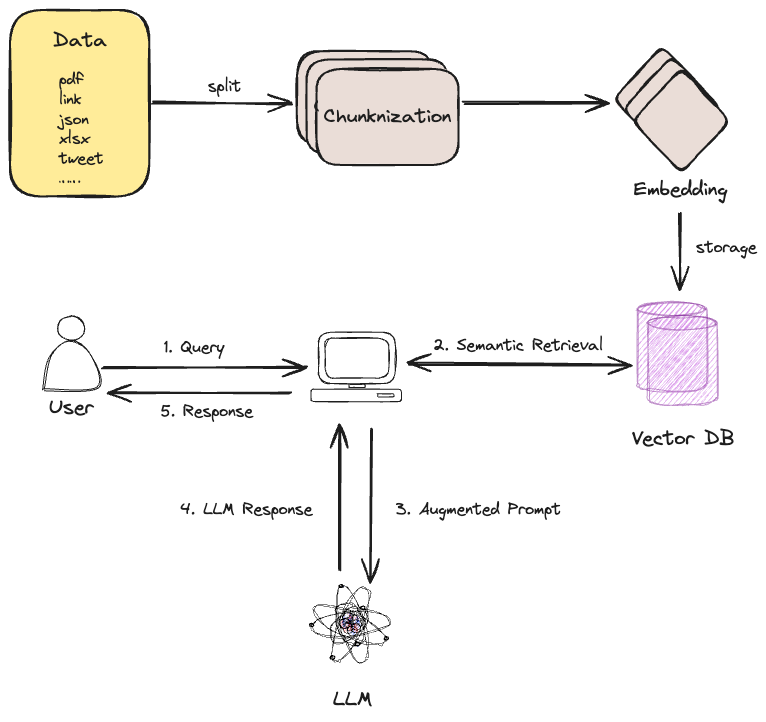 Data
pdf
link
json
xlsx
tweet
......
split
Chunknization
Embedding
storage
1. Query
2. Semantic Retrieval
5. Response
User
Vector DB
4. LLM Response
3. Augmented Prompt
LLM